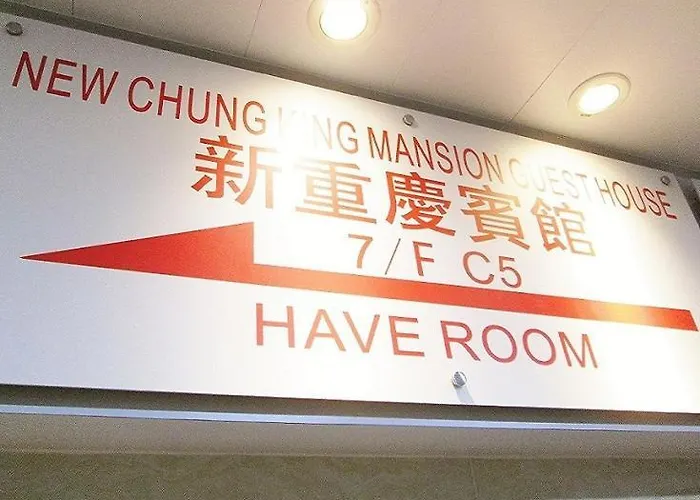 NEW CHUNG KING MANSION GUEST HOUSE
新重慶賓館
7/F C5
HAVE ROOM